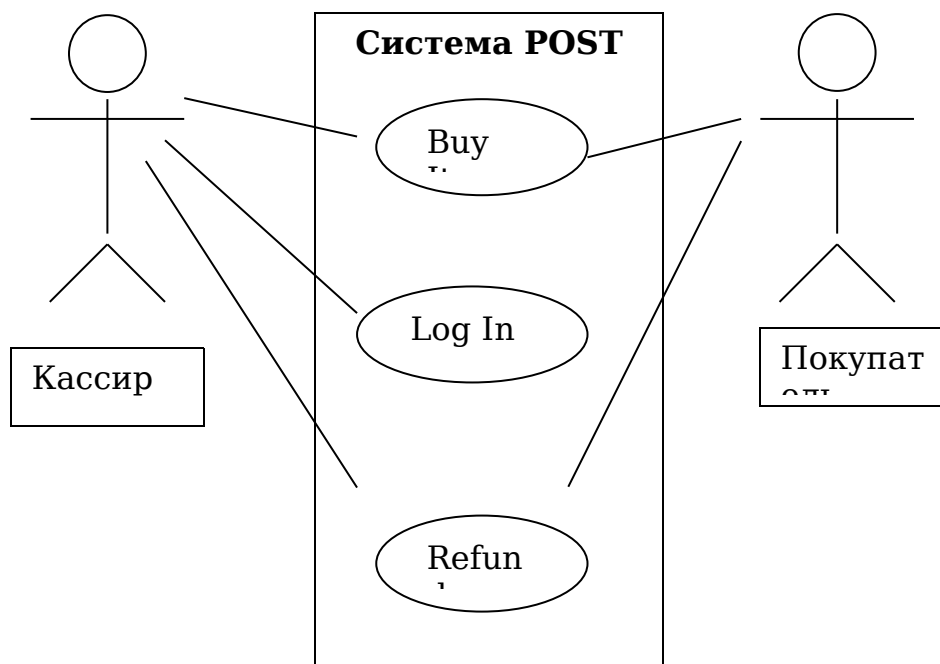 Система POST
Buy
Log In
Кассир
Покупат
Refun